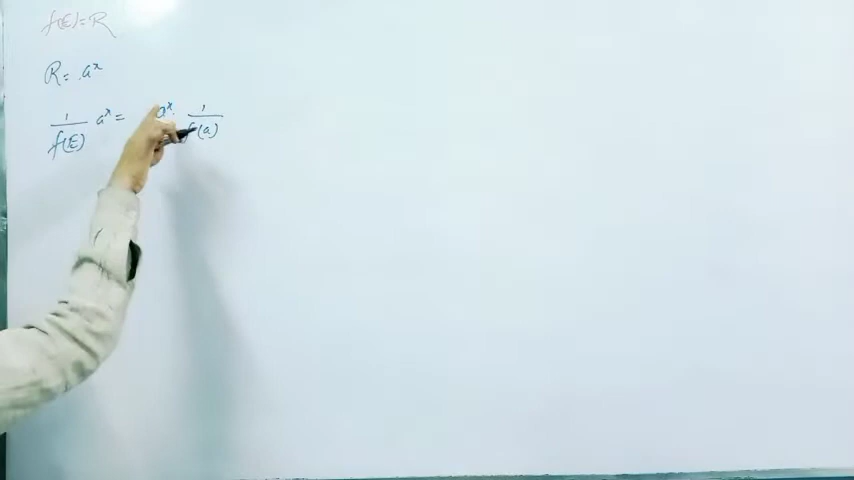 f(E) = R
R = a^x
1/f(E) a^x = a^x · 1/f(a)